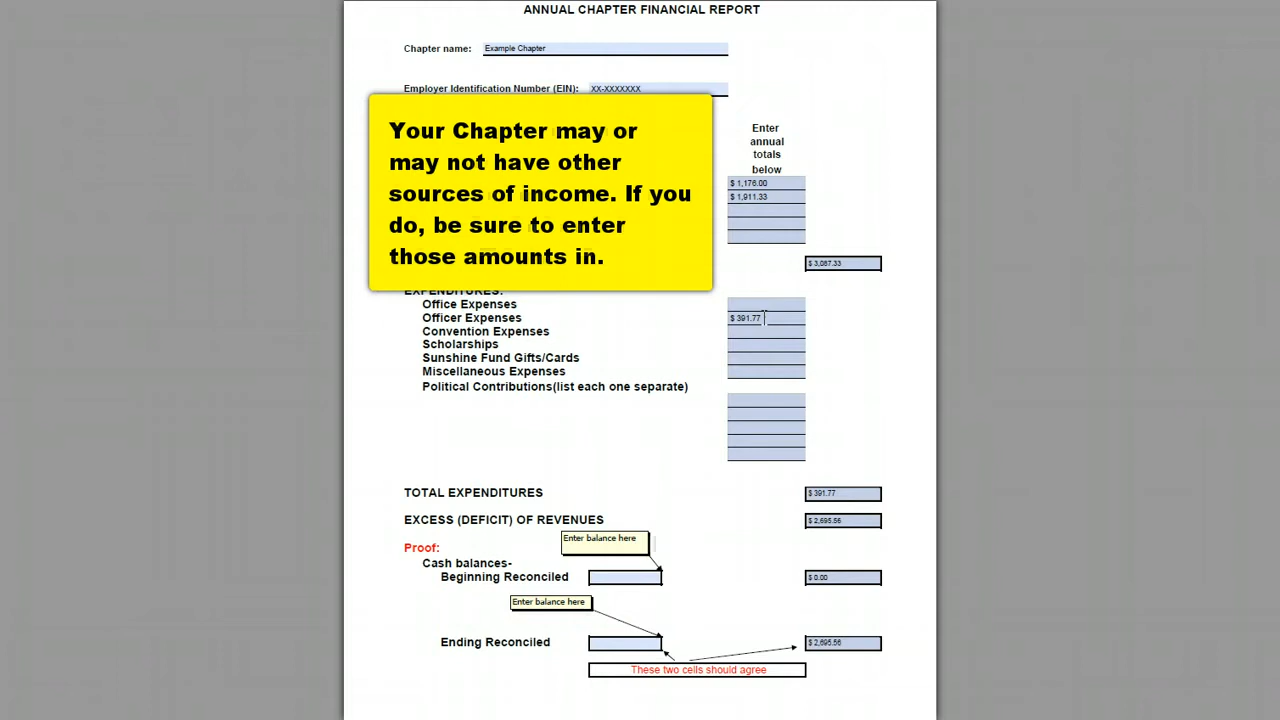 ANNUAL CHAPTER FINANCIAL REPORT
Chapter name: Example Chapter
Employer Identification Number (EIN): XX-XXXXXXX
Your Chapter may or
may not have other
sources of income. If you
do, be sure to enter
those amounts in.
Enter
annual
totals
below
$ 1,176.00
$ 1,911.33
$ 3,087.33
EXPENDITURES:
Office Expenses
Officer Expenses $ 391.77
Convention Expenses
Scholarships
Sunshine Fund Gifts/Cards
Miscellaneous Expenses
Political Contributions(list each one separate)
TOTAL EXPENDITURES $ 391.77
EXCESS (DEFICIT) OF REVENUES $ 2,695.56
Enter balance here
Proof:
Cash balances-
Beginning Reconciled $ 0.00
Enter balance here
Ending Reconciled $ 2,695.56
These two cells should agree